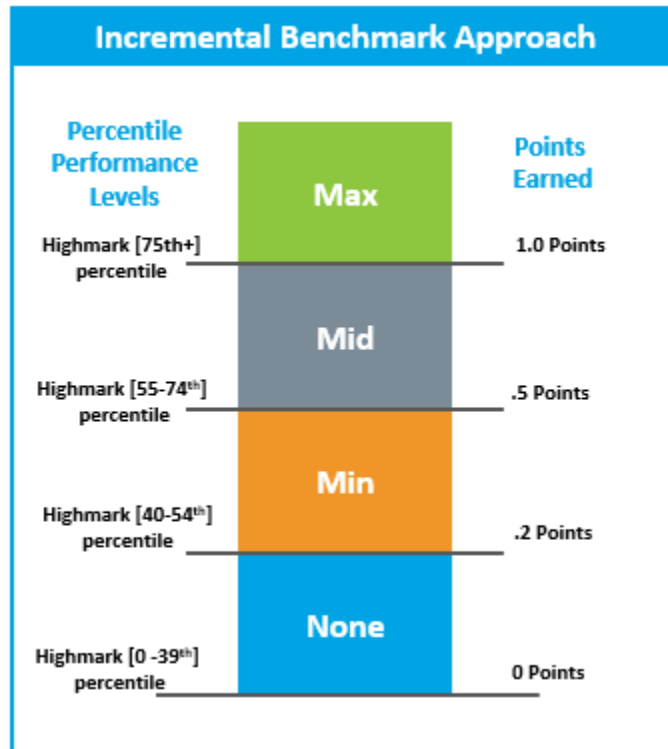 Incremental Benchmark Approach
Percentile
Performance
Levels
Points
Earned
Max
Highmark [75th+]
percentile
1.0 Points
Mid
Highmark [55-74ᵗʰ]
percentile
.5 Points
Min
Highmark [40-54ᵗʰ]
percentile
.2 Points
None
Highmark [0 -39ᵗʰ]
percentile
0 Points